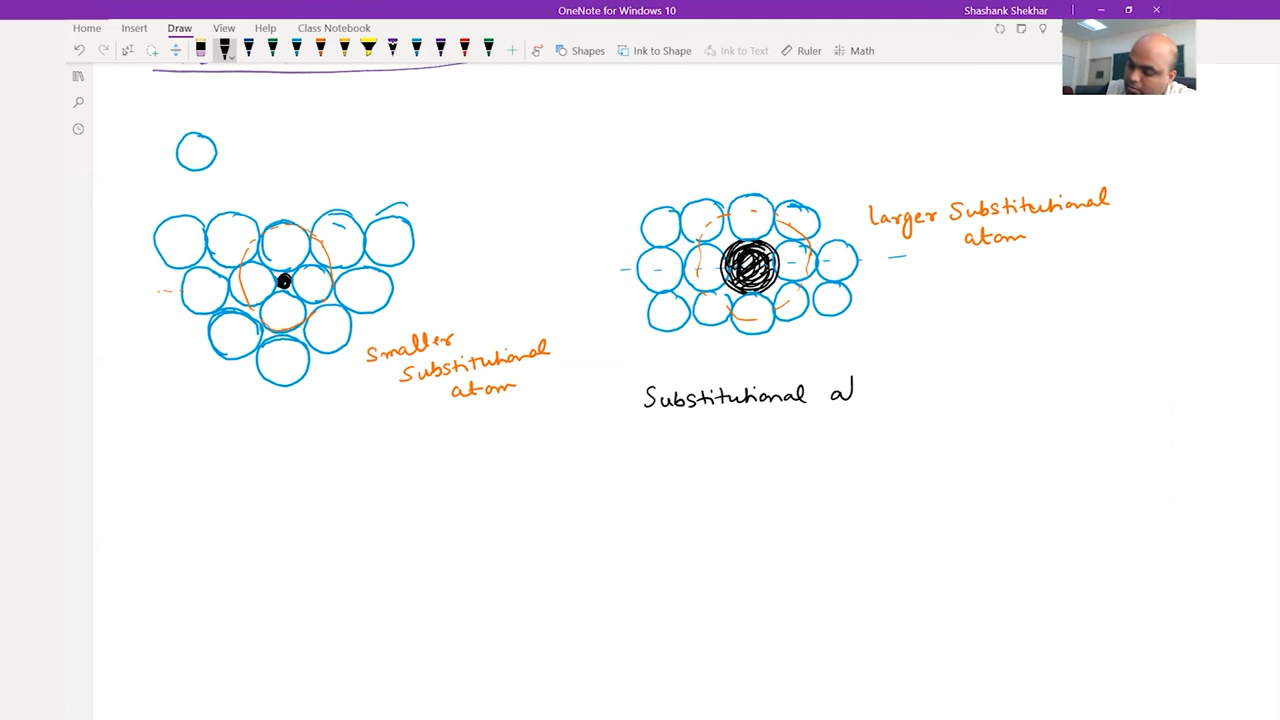 OneNote for Windows 10
Shashank Shekhar
Home Insert Draw View Help Class Notebook
Shapes Ink to Shape Ink to Text Ruler Math
larger Substitutional
atom
Smaller
Substitutional
atom
Substitutional a